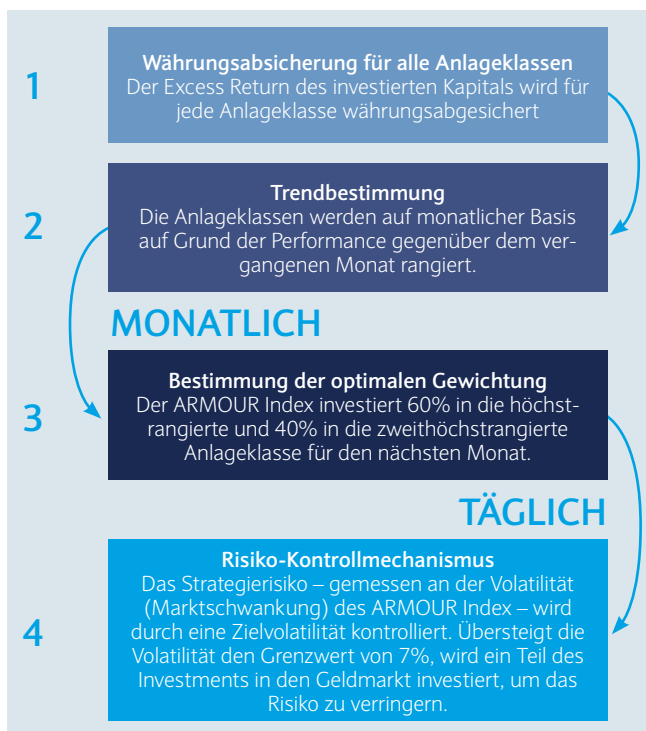 1
Währungsabsicherung für alle Anlageklassen
Der Excess Return des investierten Kapitals wird für
jede Anlageklasse währungsabgesichert
2
Trendbestimmung
Die Anlageklassen werden auf monatlicher Basis
auf Grund der Performance gegenüber dem ver-
gangenen Monat rangiert.
MONATLICH
3
Bestimmung der optimalen Gewichtung
Der ARMOUR Index investiert 60% in die höchst-
rangierte und 40% in die zweithöchstrangierte
Anlageklasse für den nächsten Monat.
TÄGLICH
4
Risiko-Kontrollmechanismus
Das Strategierisiko – gemessen an der Volatilität
(Marktschwankung) des ARMOUR Index – wird
durch eine Zielvolatilität kontrolliert. Übersteigt die
Volatilität den Grenzwert von 7%, wird ein Teil des
Investments in den Geldmarkt investiert, um das
Risiko zu verringern.